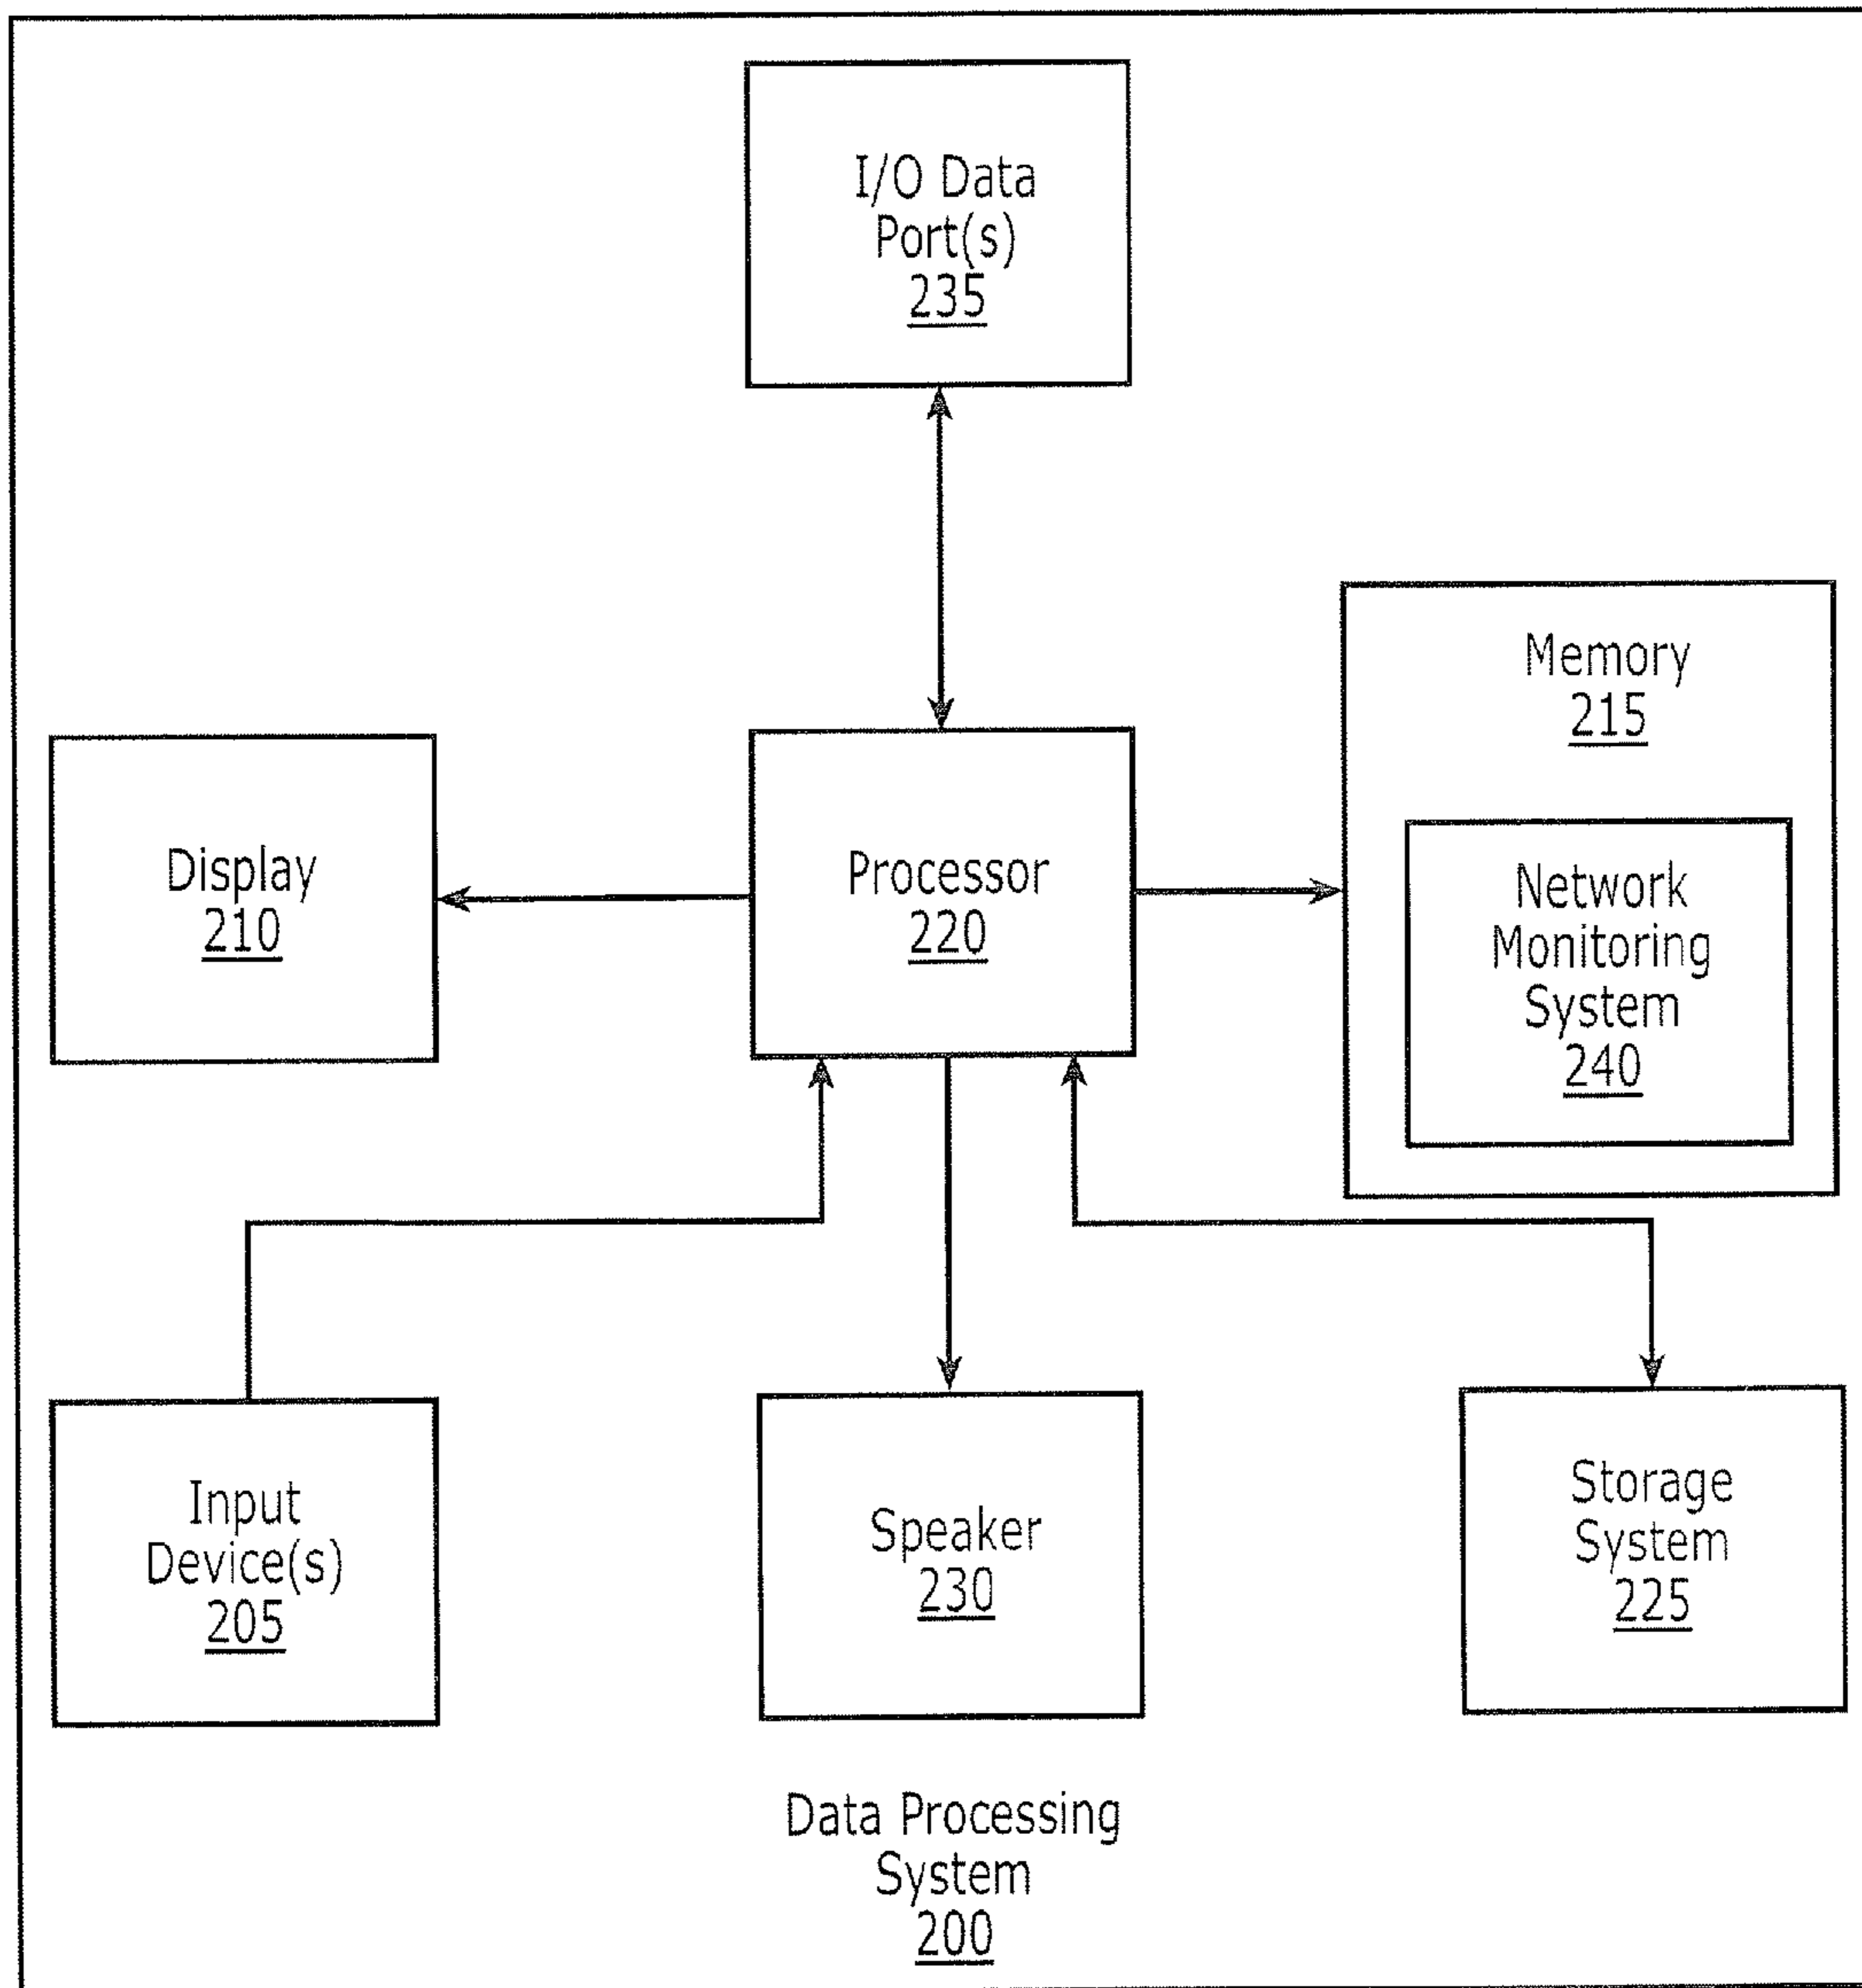 I/O Data
Port(s)
235
Memory
215
Display
210
Processor
220
Network
Monitoring
System
240
Input
Device(s)
205
Speaker
230
Storage
System
225
Data Processing
System
200